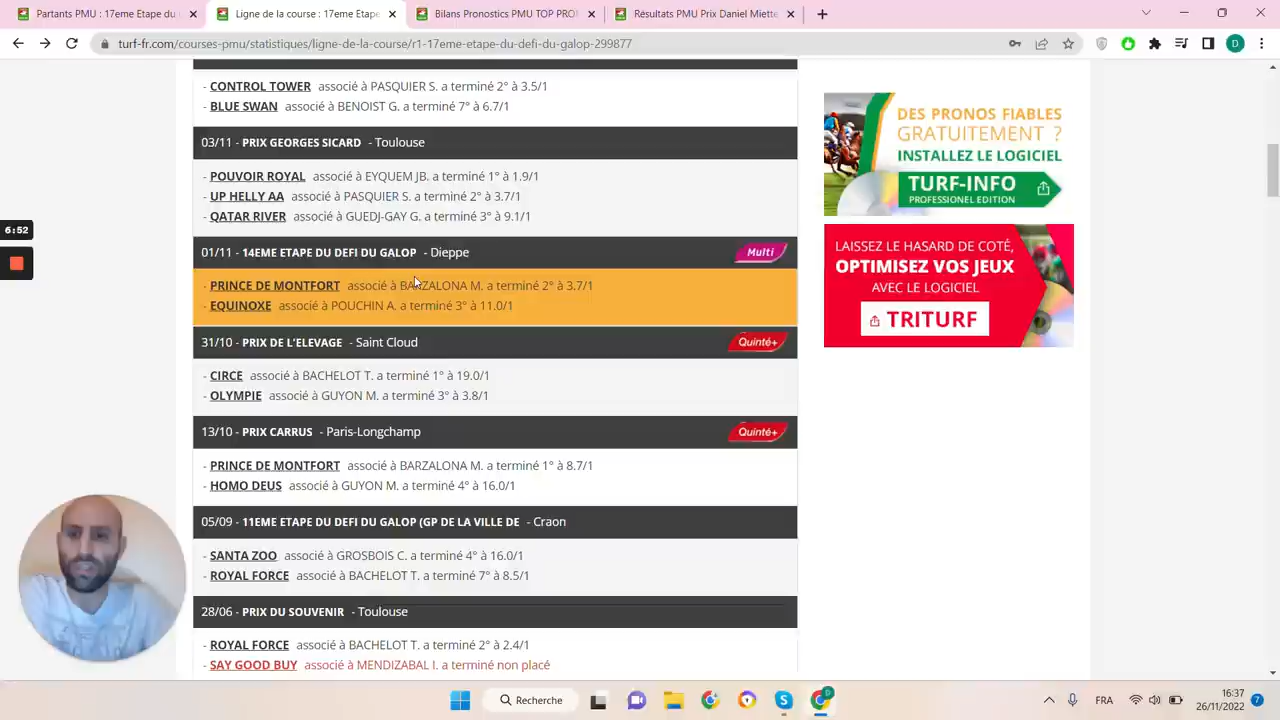 Partants PMU : 17eme Etape du
Ligne de course : 17eme Etape
Bilans Pronostics PMU TOP PRO
Résultats PMU Prix Daniel Miette
turf-fr.com/courses-pmu/statistiques/ligne-de-course/r1-17eme-etape-du-defi-du-galop-299877
D
- CONTROL TOWER associé à PASQUIER S. a terminé 2° à 3.5/1
- BLUE SWAN associé à BENOIST G. a terminé 7° à 6.7/1
03/11 - PRIX GEORGES SICARD - Toulouse
- POUVOIR ROYAL associé à EYQUEM JB. a terminé 1° à 1.9/1
- UP HELLY AA associé à PASQUIER S. a terminé 2° à 3.7/1
- QATAR RIVER associé à GUEDJ-GAY G. a terminé 3° à 9.1/1
01/11 - 14EME ETAPE DU DEFI DU GALOP - Dieppe Multi
- PRINCE DE MONTFORT associé à BARZALONA M. a terminé 2° à 3.7/1
- EQUINOXE associé à POUCHIN A. a terminé 3° à 11.0/1
31/10 - PRIX DE L'ELEVAGE - Saint Cloud Quinté+
- CIRCE associé à BACHELOT T. a terminé 1° à 19.0/1
- OLYMPIE associé à GUYON M. a terminé 3° à 3.8/1
13/10 - PRIX CARRUS - Paris-Longchamp Quinté+
- PRINCE DE MONTFORT associé à BARZALONA M. a terminé 1° à 8.7/1
- HOMO DEUS associé à GUYON M. a terminé 4° à 16.0/1
05/09 - 11EME ETAPE DU DEFI DU GALOP (GP DE LA VILLE DE - Craon
- SANTA ZOO associé à GROSBOIS C. a terminé 4° à 16.0/1
- ROYAL FORCE associé à BACHELOT T. a terminé 7° à 8.5/1
28/06 - PRIX DU SOUVENIR - Toulouse
- ROYAL FORCE associé à BACHELOT T. a terminé 2° à 2.4/1
- SAY GOOD BUY associé à MENDIZABAL I. a terminé non placé
DES PRONOS FIABLES
GRATUITEMENT ?
INSTALLEZ LE LOGICIEL
TURF-INFO
PROFESSIONEL EDITION
LAISSEZ LE HASARD DE COTÉ,
OPTIMISEZ VOS JEUX
AVEC LE LOGICIEL
TRITURF
6:52
Recherche
FRA
16:37
26/11/2022
7